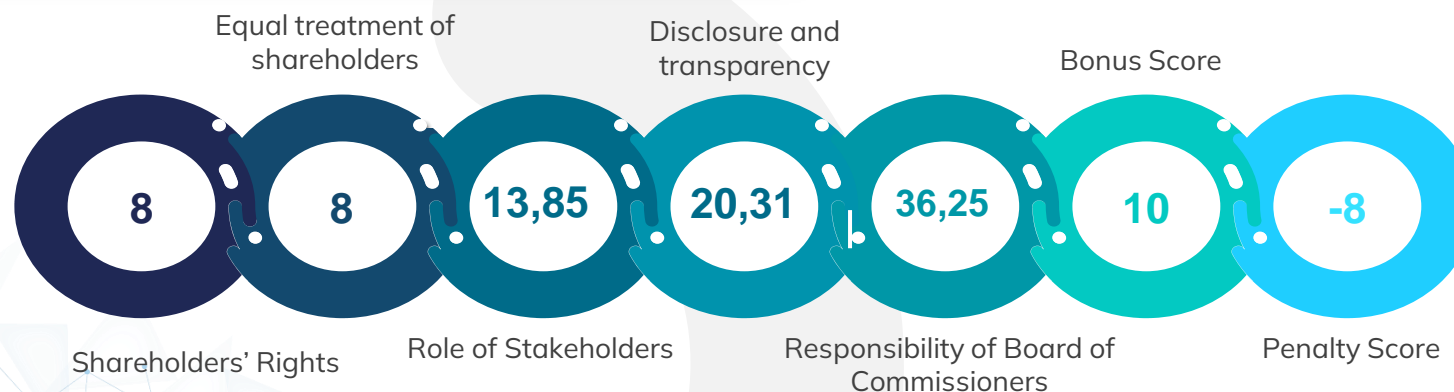 Equal treatment of
shareholders
Disclosure and
transparency
Bonus Score
8
8
13,85
20,31
36,25
10
-8
Shareholders’ Rights
Role of Stakeholders
Responsibility of Board of
Commissioners
Penalty Score